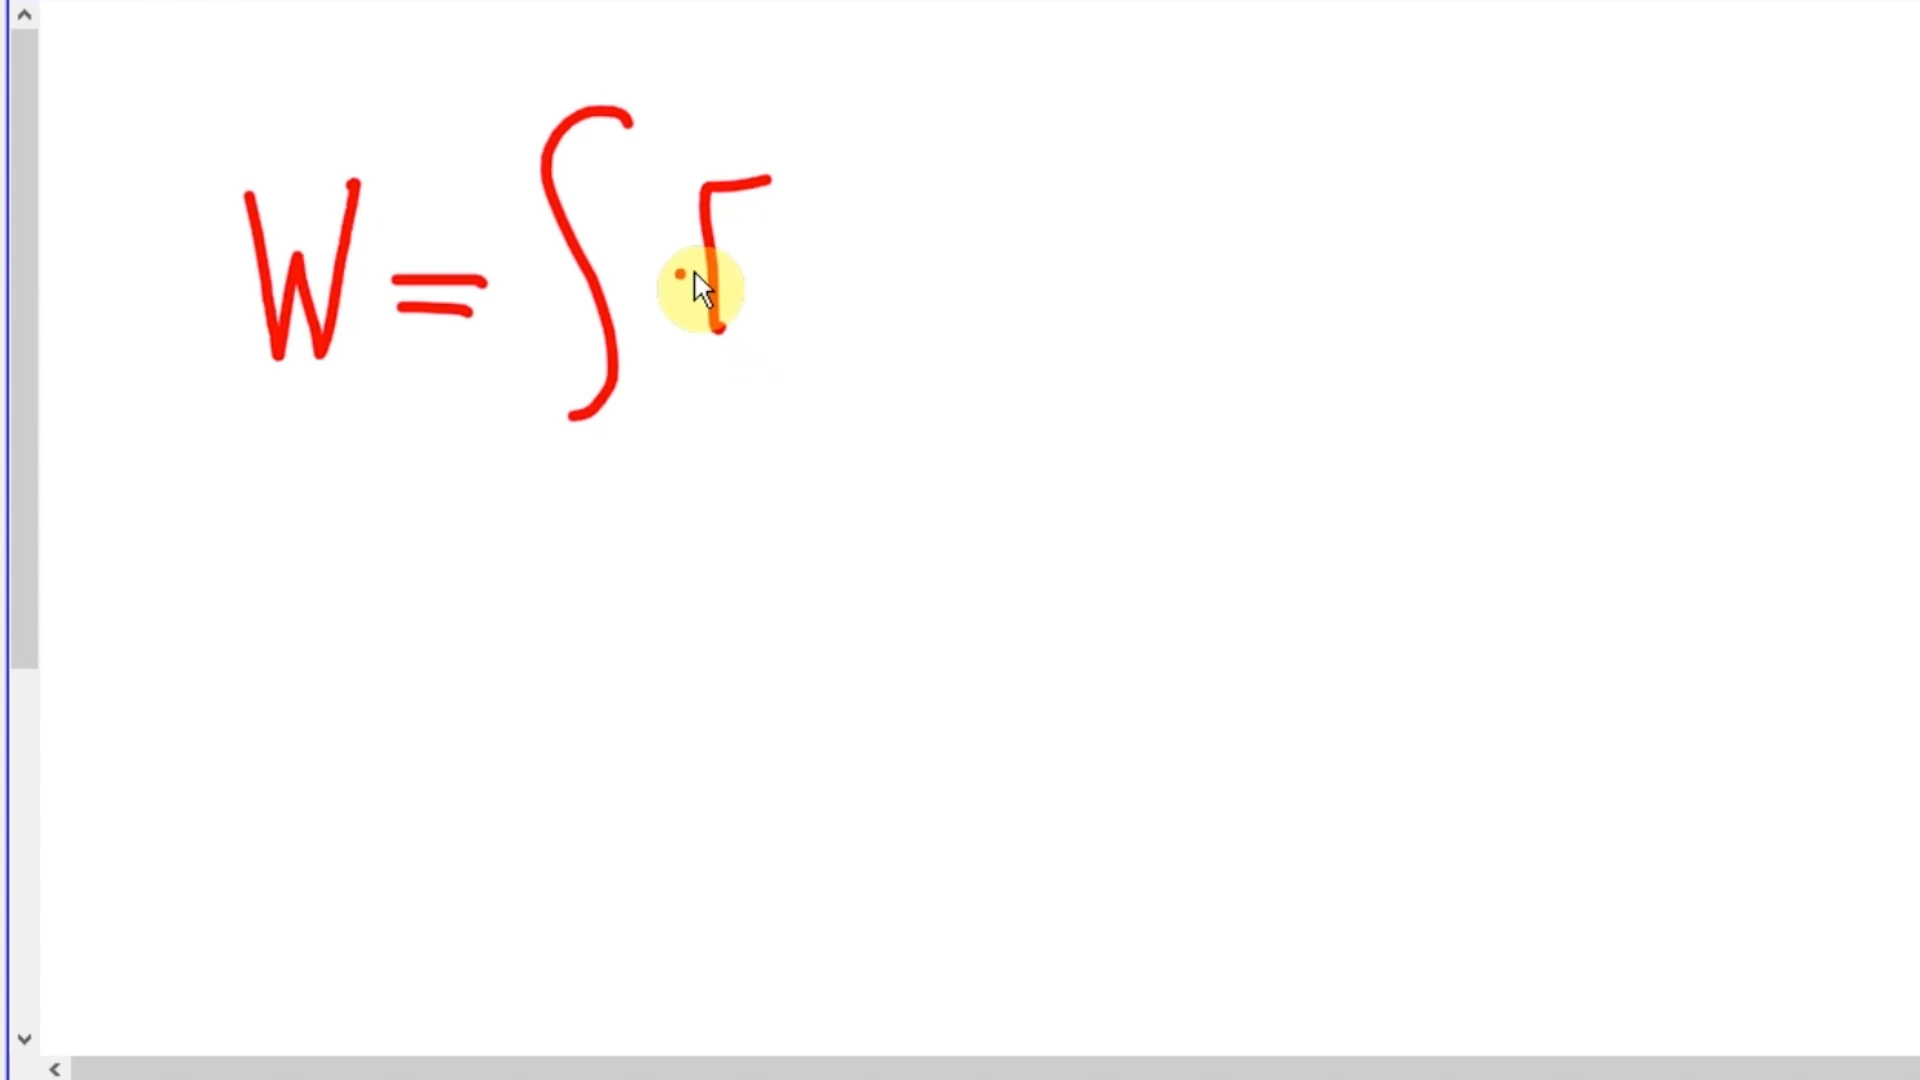 W = ∫